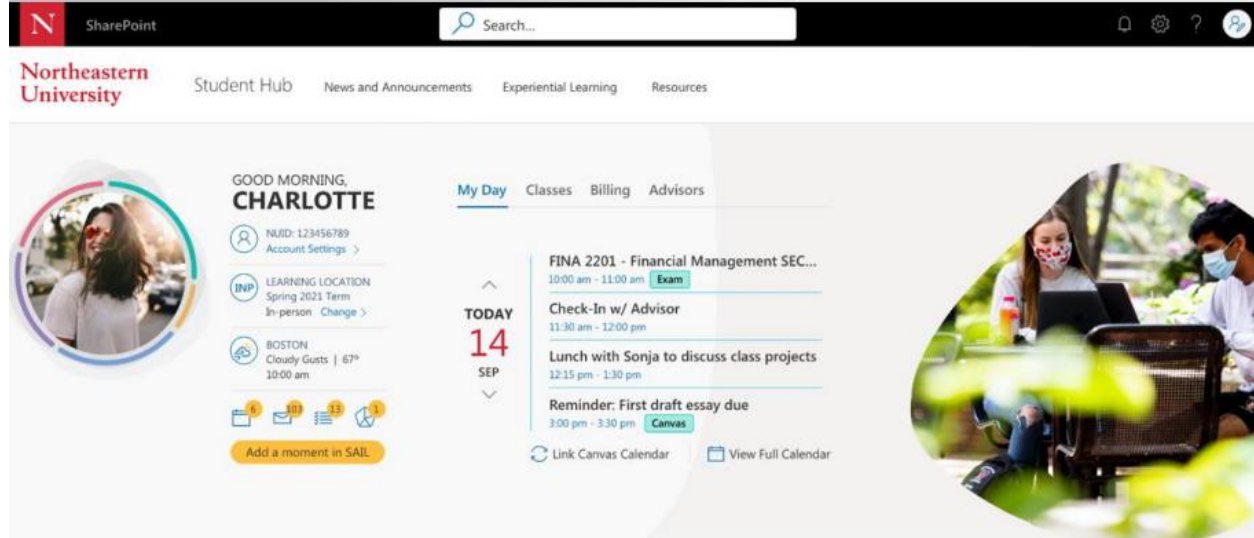 N SharePoint Search... ?
Northeastern
University
Student Hub News and Announcements Experiential Learning Resources
GOOD MORNING,
CHARLOTTE
NUID: 123456789
Account Settings >
INP
LEARNING LOCATION
Spring 2021 Term
In-person Change >
BOSTON
Cloudy Gusts | 67°
10:00 am
6 103 13 1
Add a moment in SAIL
My Day Classes Billing Advisors
TODAY
14
SEP
FINA 2201 - Financial Management SEC...
10:00 am - 11:00 am Exam
Check-In w/ Advisor
11:30 am - 12:00 pm
Lunch with Sonja to discuss class projects
12:15 pm - 1:30 pm
Reminder: First draft essay due
3:00 pm - 3:30 pm Canvas
Link Canvas Calendar View Full Calendar